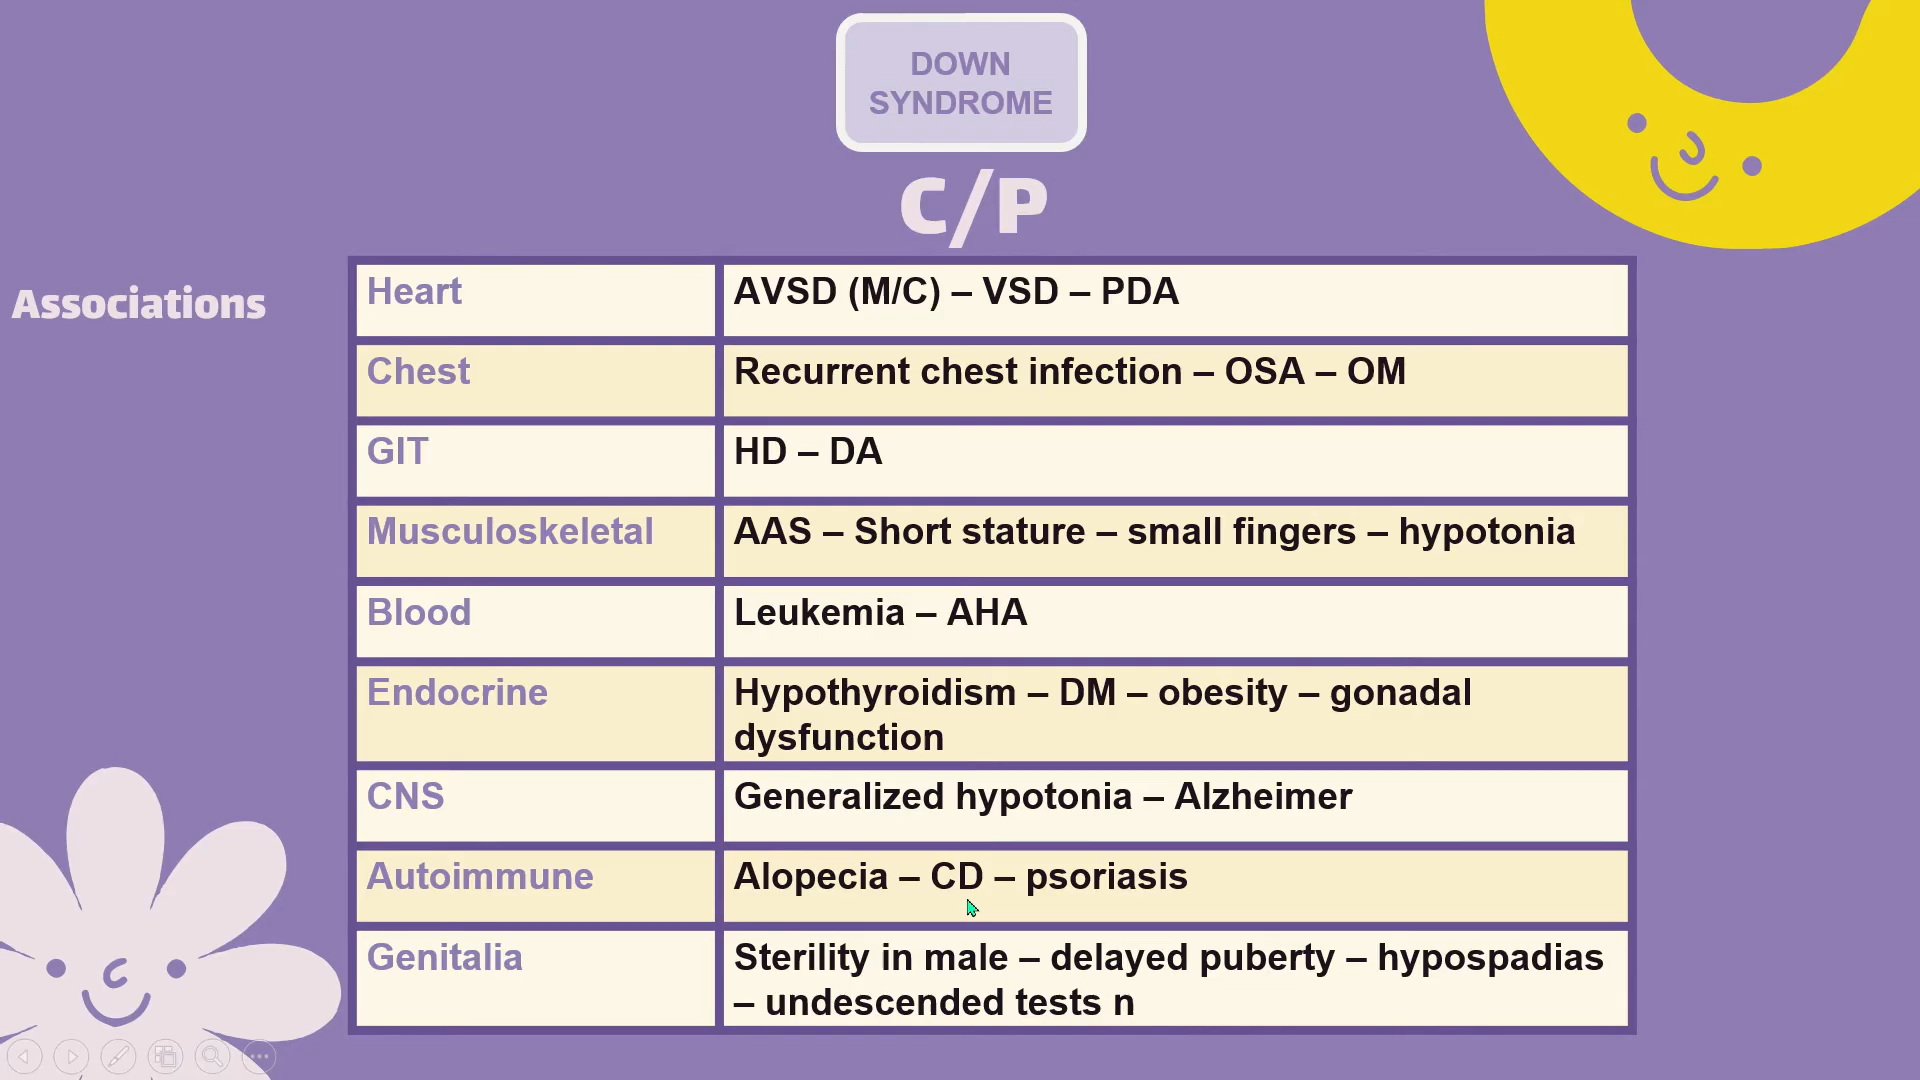 DOWN
SYNDROME
C/P
Associations
Heart
AVSD (M/C) – VSD – PDA
Chest
Recurrent chest infection – OSA – OM
GIT
HD – DA
Musculoskeletal
AAS – Short stature – small fingers – hypotonia
Blood
Leukemia – AHA
Endocrine
Hypothyroidism – DM – obesity – gonadal
dysfunction
CNS
Generalized hypotonia – Alzheimer
Autoimmune
Alopecia – CD – psoriasis
Genitalia
Sterility in male – delayed puberty – hypospadias
– undescended tests n